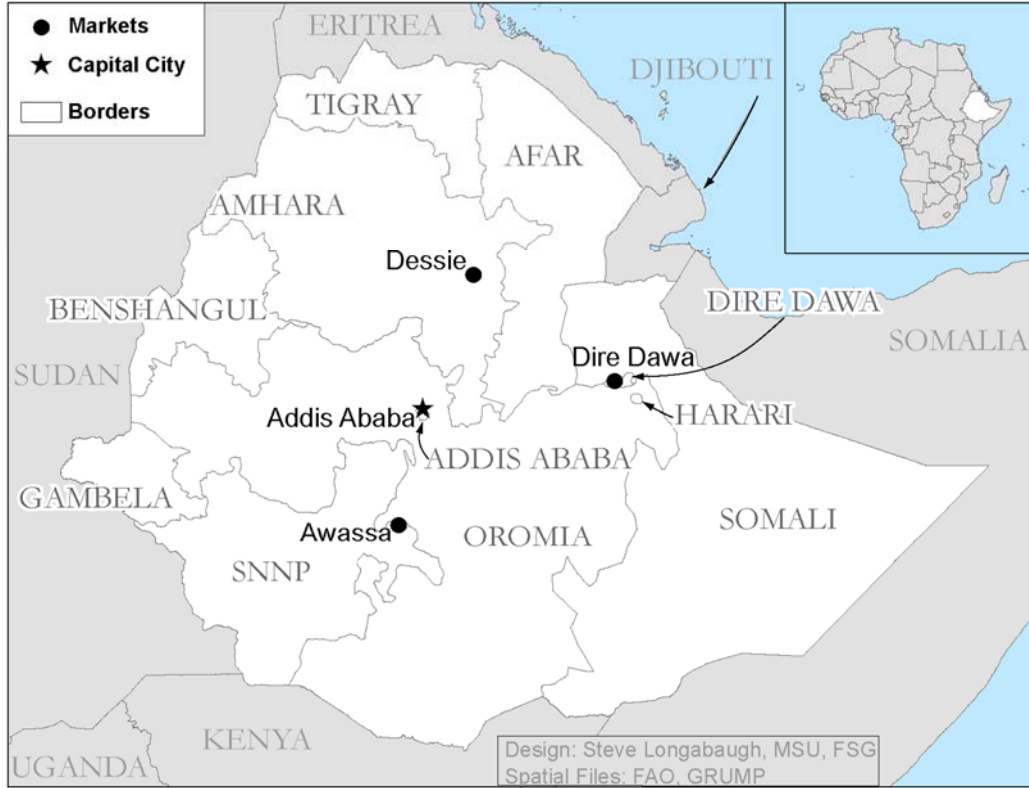 Markets
Capital City
Borders
ERITREA
DJIBOUTI
TIGRAY
AFAR
AMHARA
Dessie
BENSHANGUL
DIRE DAWA
SOMALIA
SUDAN
Dire Dawa
Addis Ababa
HARARI
ADDIS ABABA
GAMBELA
SOMALI
Awassa
OROMIA
SNNP
KENYA
UGANDA
Design: Steve Longabaugh, MSU, FSG
Spatial Files: FAO, GRUMP